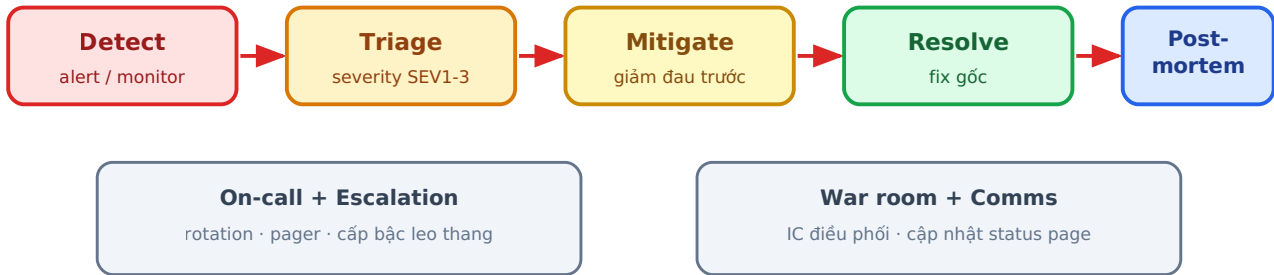 Detect
alert / monitor
Triage
severity SEV1-3
Mitigate
giảm đau trước
Resolve
fix gốc
Post-
mortem
On-call + Escalation
rotation · pager · cấp bậc leo thang
War room + Comms
IC điều phối · cập nhật status page